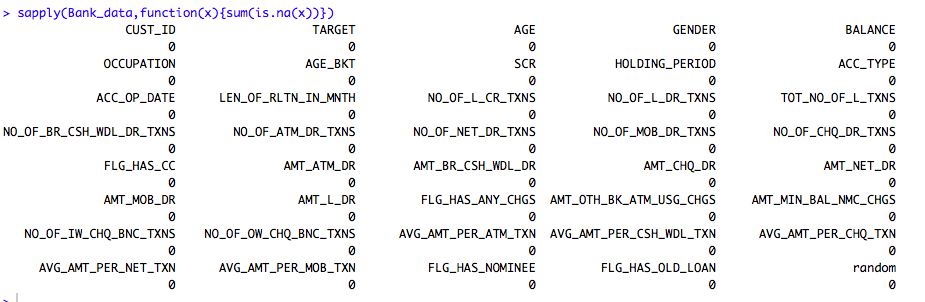 > sapply(Bank_data,function(x){sum(is.na(x))})
CUST_ID TARGET AGE GENDER BALANCE
0 0 0 0 0
OCCUPATION AGE_BKT SCR HOLDING_PERIOD ACC_TYPE
0 0 0 0 0
ACC_OP_DATE LEN_OF_RLTN_IN_MNTH NO_OF_L_CR_TXNS NO_OF_L_DR_TXNS TOT_NO_OF_L_TXNS
0 0 0 0 0
NO_OF_BR_CSH_WDL_DR_TXNS NO_OF_ATM_DR_TXNS NO_OF_NET_DR_TXNS NO_OF_MOB_DR_TXNS NO_OF_CHQ_DR_TXNS
0 0 0 0 0
FLG_HAS_CC AMT_ATM_DR AMT_BR_CSH_WDL_DR AMT_CHQ_DR AMT_NET_DR
0 0 0 0 0
AMT_MOB_DR AMT_L_DR FLG_HAS_ANY_CHGS AMT_OTH_BK_ATM_USG_CHGS AMT_MIN_BAL_NMC_CHGS
0 0 0 0 0
NO_OF_IW_CHQ_BNC_TXNS NO_OF_OW_CHQ_BNC_TXNS AVG_AMT_PER_ATM_TXN AVG_AMT_PER_CSH_WDL_TXN AVG_AMT_PER_CHQ_TXN
0 0 0 0 0
AVG_AMT_PER_NET_TXN AVG_AMT_PER_MOB_TXN FLG_HAS_NOMINEE FLG_HAS_OLD_LOAN random
0 0 0 0 0
>